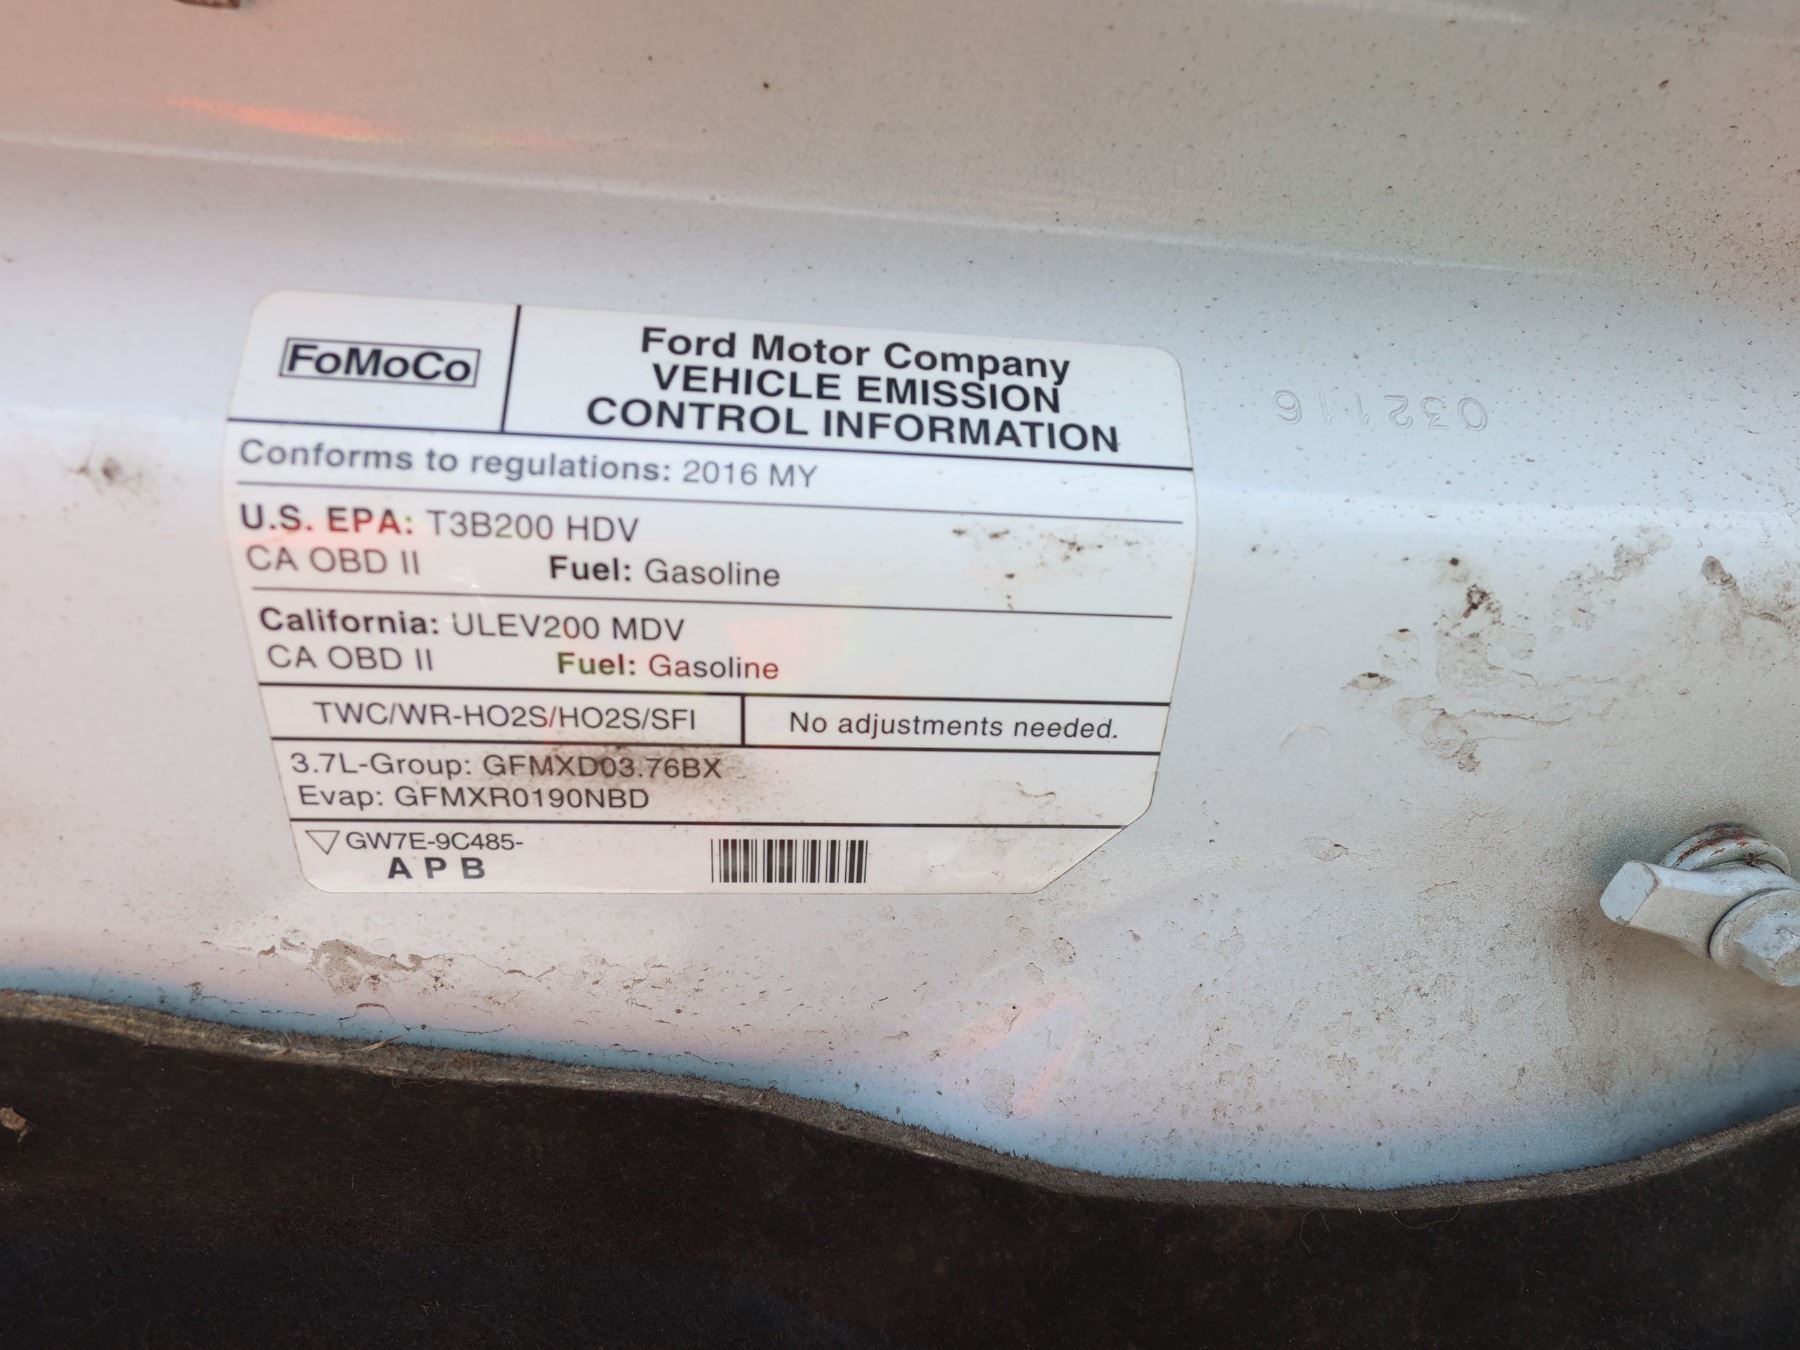 FoMoCo
Ford Motor Company
VEHICLE EMISSION
CONTROL INFORMATION
032116
Conforms to regulations: 2016 MY
U.S. EPA: T3B200 HDV
CA OBD II Fuel: Gasoline
California: ULEV200 MDV
CA OBD II Fuel: Gasoline
TWC/WR-HO2S/HO2S/SFI
No adjustments needed.
3.7L-Group: GFMXD03.76BX
Evap: GFMXR0190NBD
GW7E-9C485-
A P B